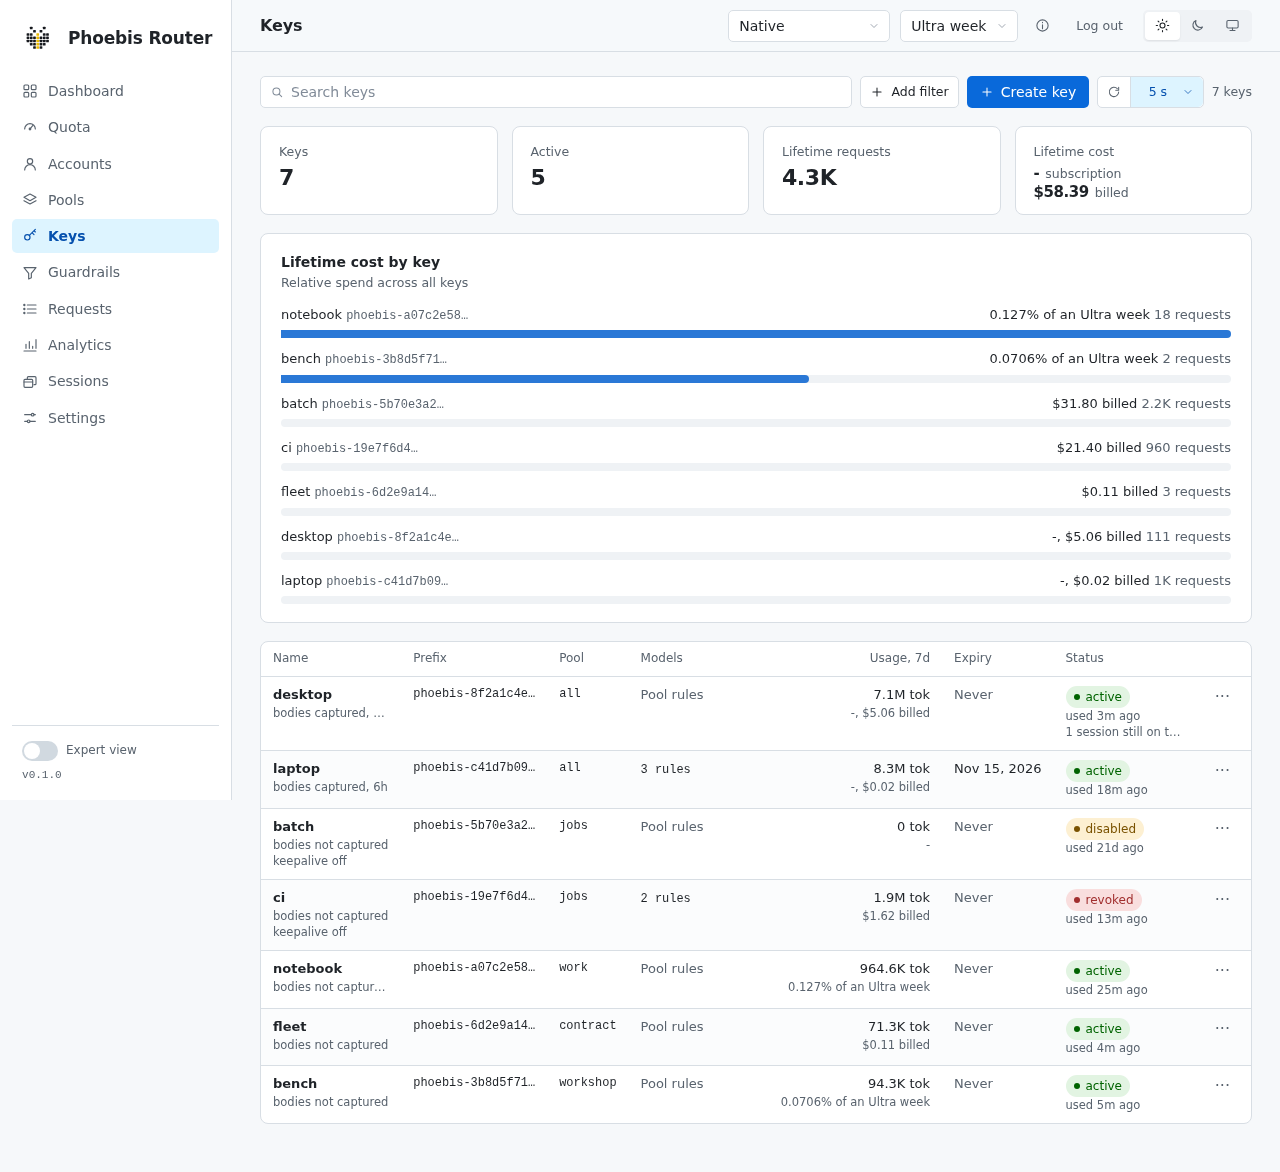 Phoebis Router
Dashboard
Quota
Accounts
Pools
Keys
Guardrails
Requests
Analytics
Sessions
Settings
Expert view
v0.1.0
Keys
Native
Ultra week
Log out
Search keys
Add filter
Create key
5 s
7 keys
Keys
7
Active
5
Lifetime requests
4.3K
Lifetime cost
- subscription
$58.39 billed
Lifetime cost by key
Relative spend across all keys
notebook phoebis-a07c2e58… 0.127% of an Ultra week 18 requests
bench phoebis-3b8d5f71… 0.0706% of an Ultra week 2 requests
batch phoebis-5b70e3a2… $31.80 billed 2.2K requests
ci phoebis-19e7f6d4… $21.40 billed 960 requests
fleet phoebis-6d2e9a14… $0.11 billed 3 requests
desktop phoebis-8f2a1c4e… -, $5.06 billed 111 requests
laptop phoebis-c41d7b09… -, $0.02 billed 1K requests
Name Prefix Pool Models Usage, 7d Expiry Status
desktop phoebis-8f2a1c4e… all Pool rules 7.1M tok Never active
bodies captured, … -, $5.06 billed used 3m ago
1 session still on t…
laptop phoebis-c41d7b09… all 3 rules 8.3M tok Nov 15, 2026 active
bodies captured, 6h -, $0.02 billed used 18m ago
batch phoebis-5b70e3a2… jobs Pool rules 0 tok Never disabled
bodies not captured - used 21d ago
keepalive off
ci phoebis-19e7f6d4… jobs 2 rules 1.9M tok Never revoked
bodies not captured $1.62 billed used 13m ago
keepalive off
notebook phoebis-a07c2e58… work Pool rules 964.6K tok Never active
bodies not captur… 0.127% of an Ultra week used 25m ago
fleet phoebis-6d2e9a14… contract Pool rules 71.3K tok Never active
bodies not captured $0.11 billed used 4m ago
bench phoebis-3b8d5f71… workshop Pool rules 94.3K tok Never active
bodies not captured 0.0706% of an Ultra week used 5m ago